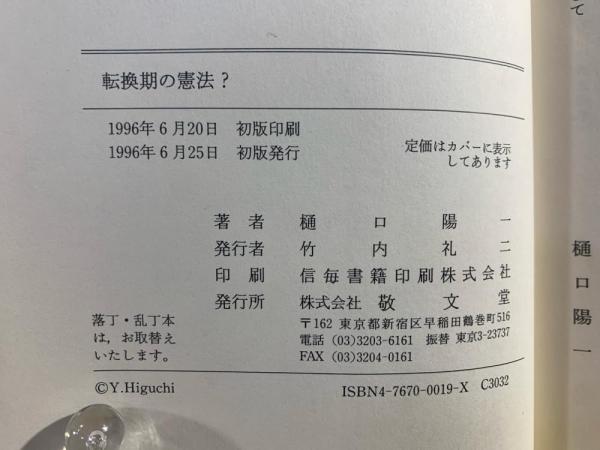 転換期の憲法？
1996年6月20日　初版印刷
1996年6月25日　初版発行
定価はカバーに表示
してあります
著者　樋口陽一
発行者　竹内礼二
印刷　信毎書籍印刷株式会社
発行所　株式会社　敬文堂
〒162 東京都新宿区早稲田鶴巻町516
電話 (03)3203-6161　振替 東京3-23737
FAX (03)3204-0161
落丁・乱丁本
は，お取替え
いたします。
©Y.Higuchi
ISBN4-7670-0019-X　C3032
て
樋口陽一